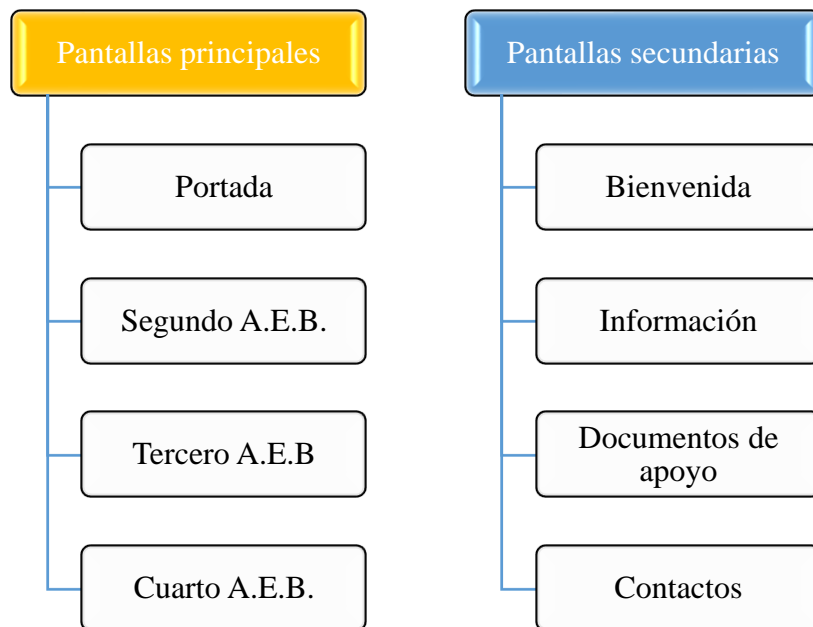 Pantallas principales
Portada
Segundo A.E.B.
Tercero A.E.B
Cuarto A.E.B.
Pantallas secundarias
Bienvenida
Información
Documentos de
apoyo
Contactos